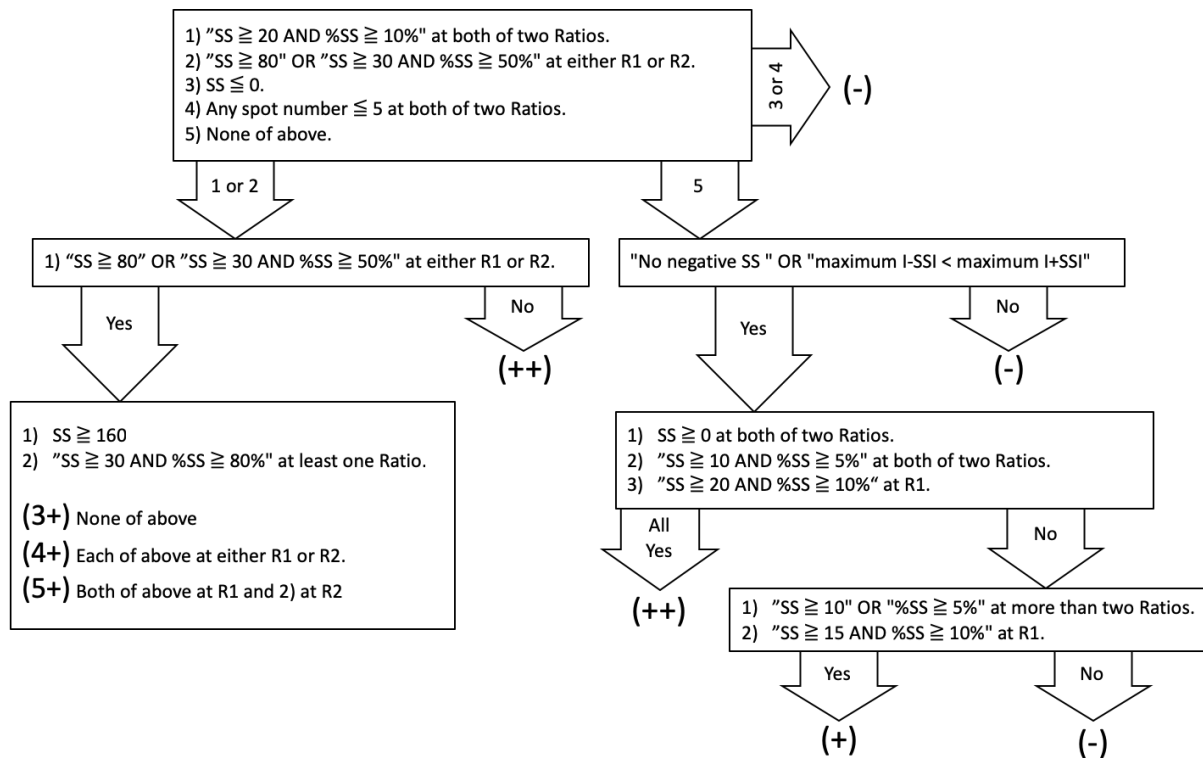 1) ”SS ≧ 20 AND %SS ≧ 10%" at both of two Ratios.
2) ”SS ≧ 80" OR ”SS ≧ 30 AND %SS ≧ 50%" at either R1 or R2.
3) SS ≦ 0.
4) Any spot number ≦ 5 at both of two Ratios.
5) None of above.
3 or 4
(-)
1 or 2
5
1) “SS ≧ 80” OR ”SS ≧ 30 AND %SS ≧ 50%" at either R1 or R2.
"No negative SS " OR "maximum I-SSI < maximum I+SSI"
Yes
No
(++)
Yes
No
(-)
1) SS ≧ 160
2) ”SS ≧ 30 AND %SS ≧ 80%" at least one Ratio.
(3+) None of above
(4+) Each of above at either R1 or R2.
(5+) Both of above at R1 and 2) at R2
1) SS ≧ 0 at both of two Ratios.
2) ”SS ≧ 10 AND %SS ≧ 5%" at both of two Ratios.
3) ”SS ≧ 20 AND %SS ≧ 10%“ at R1.
All
Yes
No
(++)
1) ”SS ≧ 10" OR "%SS ≧ 5%" at more than two Ratios.
2) ”SS ≧ 15 AND %SS ≧ 10%" at R1.
Yes
No
(+)
(-)